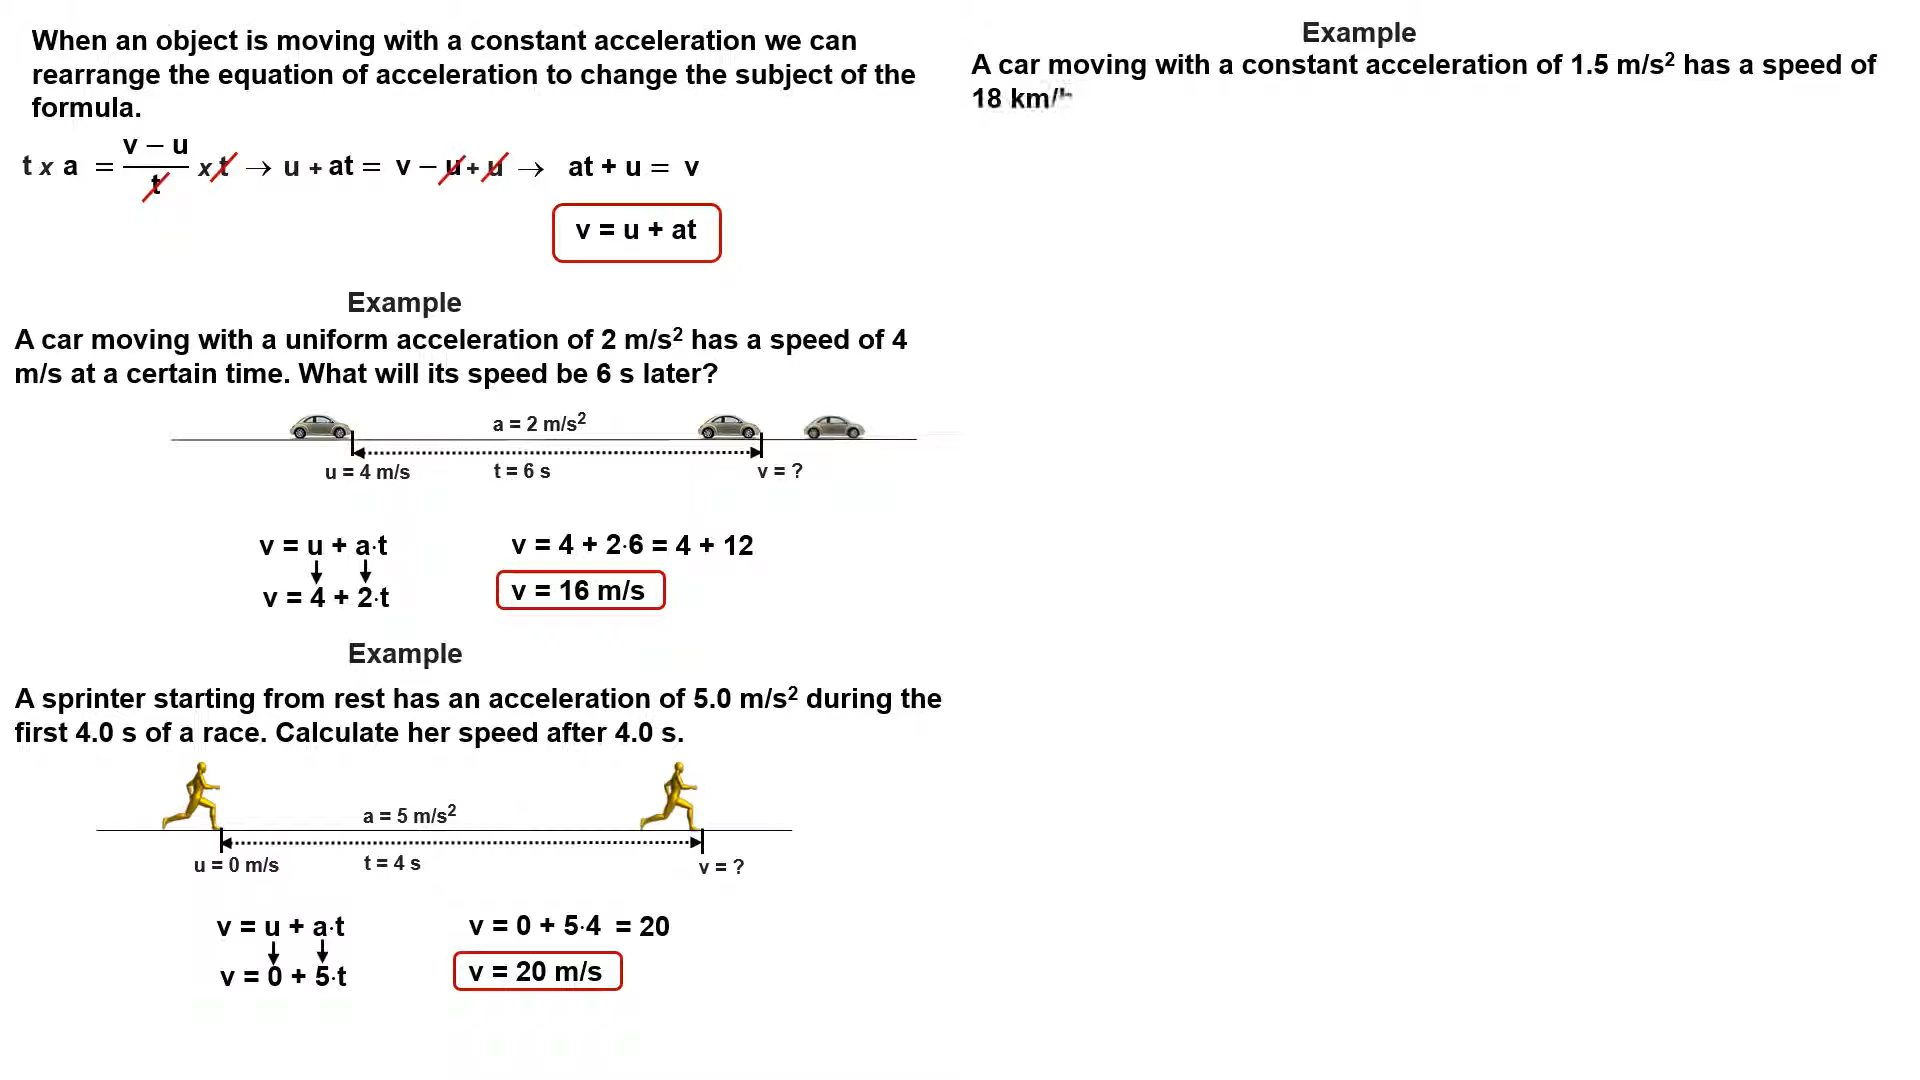 When an object is moving with a constant acceleration we can
rearrange the equation of acceleration to change the subject of the
formula.
t x a = (v – u)/t x t → u + at = v – u + u → at + u = v
v = u + at
Example
A car moving with a uniform acceleration of 2 m/s² has a speed of 4
m/s at a certain time. What will its speed be 6 s later?
a = 2 m/s²
u = 4 m/s t = 6 s v = ?
v = u + a·t v = 4 + 2·6 = 4 + 12
v = 4 + 2·t v = 16 m/s
Example
A sprinter starting from rest has an acceleration of 5.0 m/s² during the
first 4.0 s of a race. Calculate her speed after 4.0 s.
a = 5 m/s²
u = 0 m/s t = 4 s v = ?
v = u + a·t v = 0 + 5·4 = 20
v = 0 + 5·t v = 20 m/s
Example
A car moving with a constant acceleration of 1.5 m/s² has a speed of
18 km/